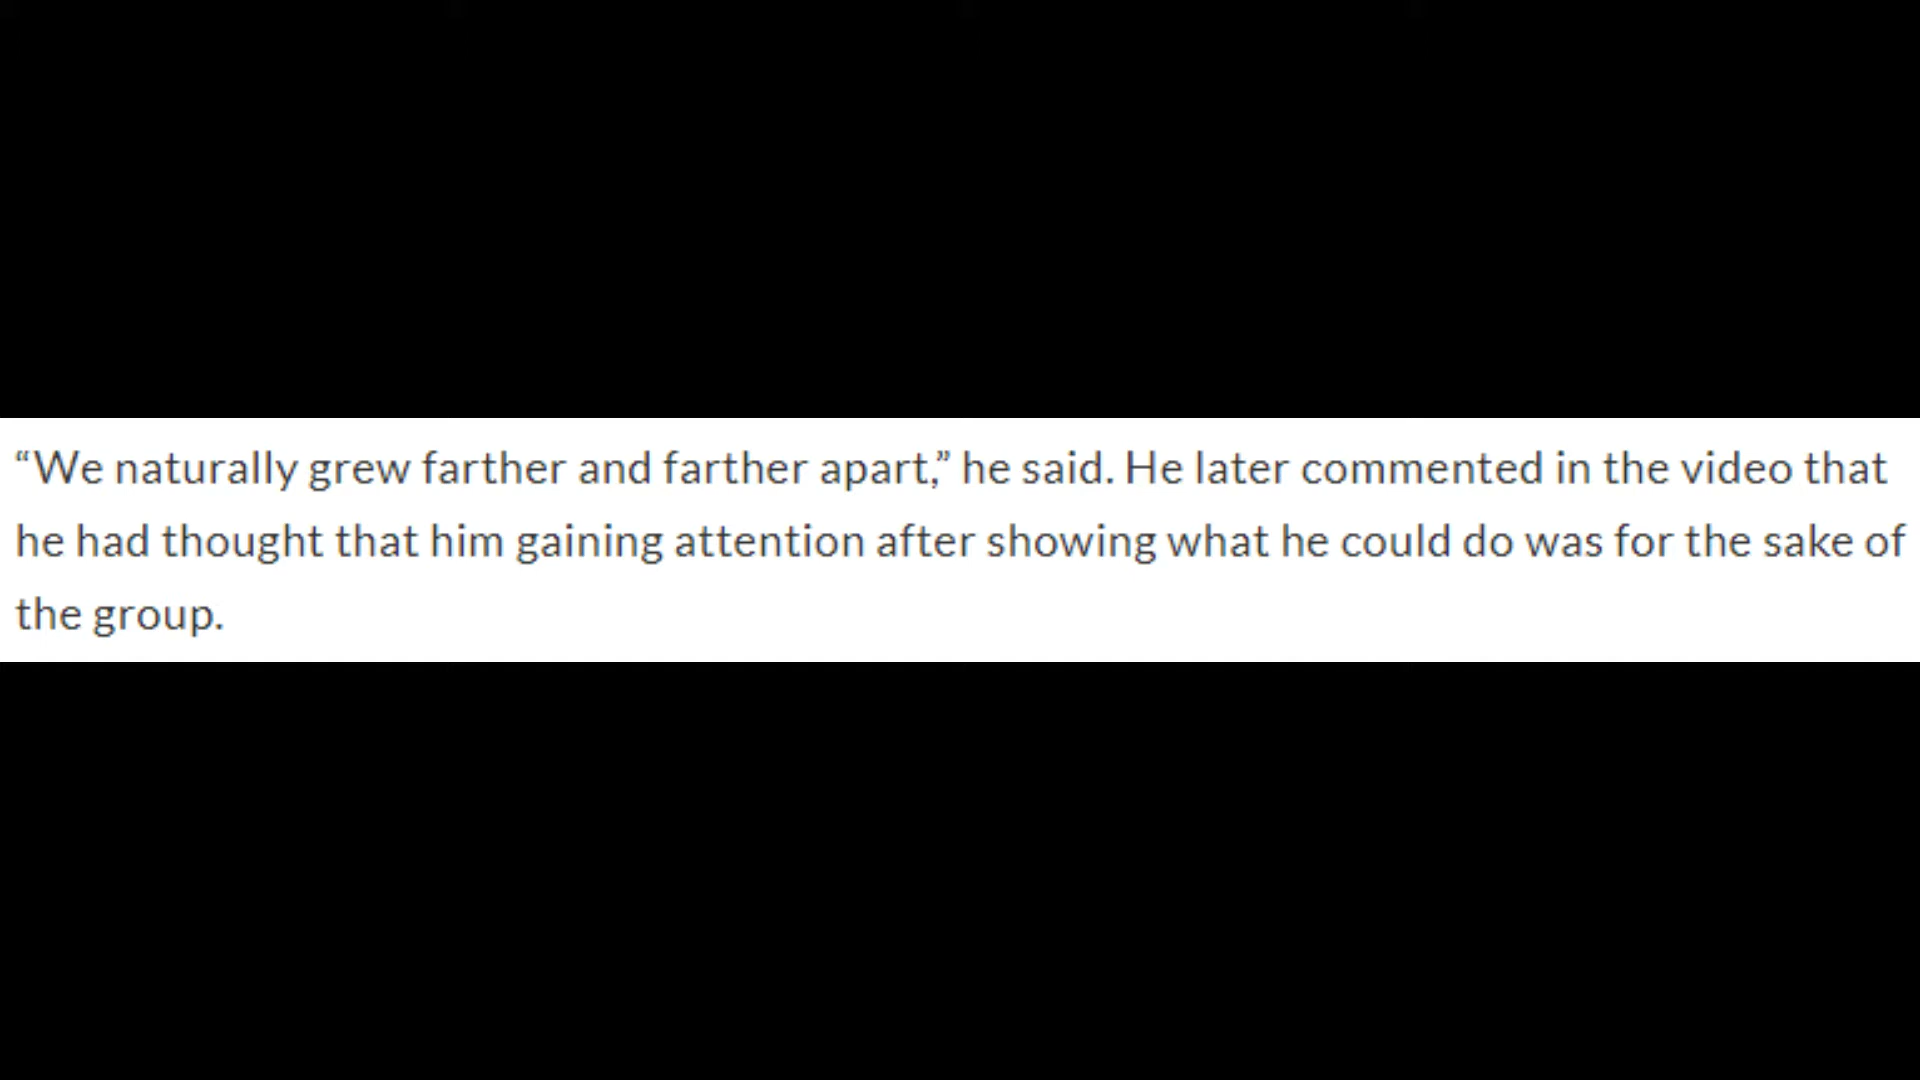 “We naturally grew farther and farther apart,” he said. He later commented in the video that
he had thought that him gaining attention after showing what he could do was for the sake of
the group.